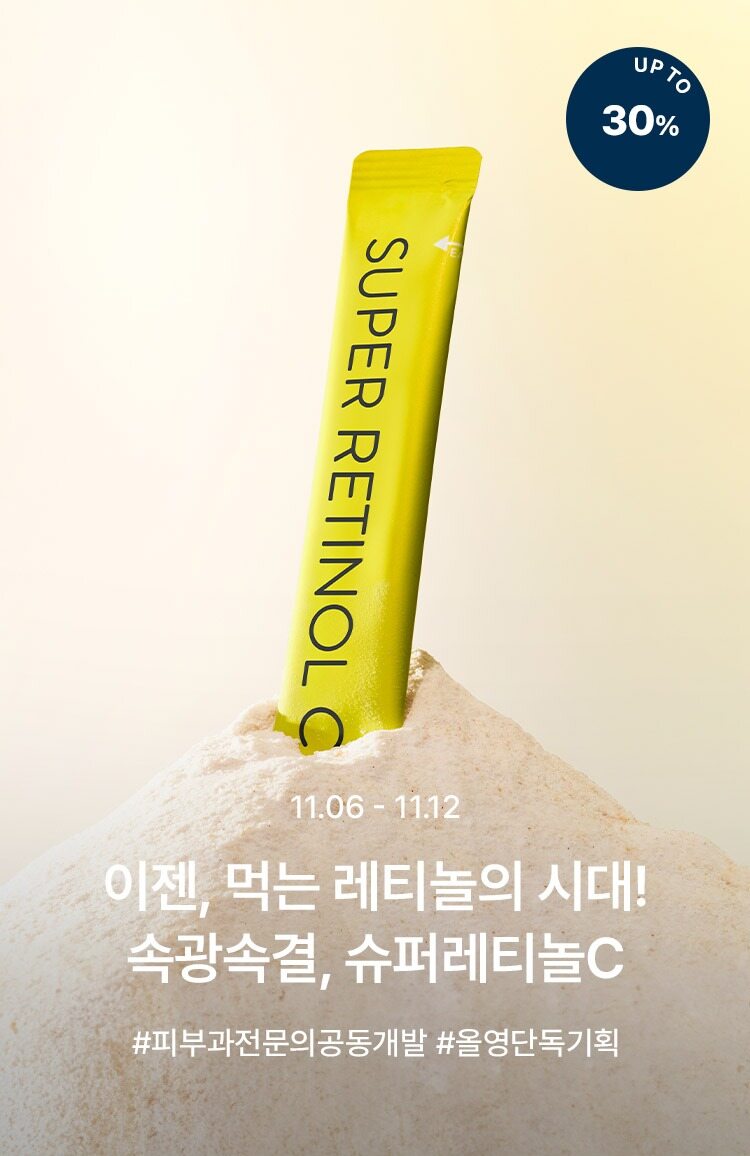 UP TO
30%
SUPER RETINOL C
11.06 - 11.12
이젠, 먹는 레티놀의 시대!
속광속결, 슈퍼레티놀C
#피부과전문의공동개발 #올영단독기획